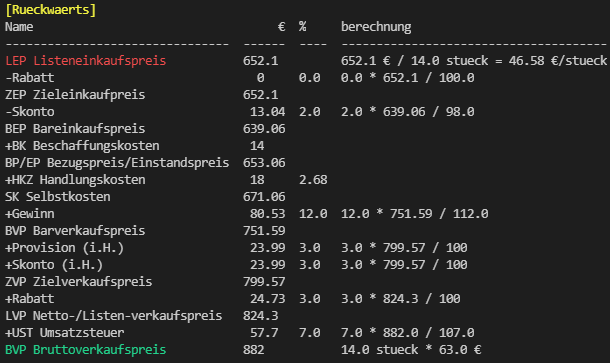 [Rueckwaerts]
Name € % berechnung
------------------------------- ------ ---- --------------------------------------
LEP Listeneinkaufspreis 652.1 652.1 € / 14.0 stueck = 46.58 €/stueck
-Rabatt 0 0.0 0.0 * 652.1 / 100.0
ZEP Zieleinkaufpreis 652.1
-Skonto 13.04 2.0 2.0 * 639.06 / 98.0
BEP Bareinkaufspreis 639.06
+BK Beschaffungskosten 14
BP/EP Bezugspreis/Einstandspreis 653.06
+HKZ Handlungskosten 18 2.68
SK Selbstkosten 671.06
+Gewinn 80.53 12.0 12.0 * 751.59 / 112.0
BVP Barverkaufspreis 751.59
+Provision (i.H.) 23.99 3.0 3.0 * 799.57 / 100
+Skonto (i.H.) 23.99 3.0 3.0 * 799.57 / 100
ZVP Zielverkaufspreis 799.57
+Rabatt 24.73 3.0 3.0 * 824.3 / 100
LVP Netto-/Listen-verkaufspreis 824.3
+UST Umsatzsteuer 57.7 7.0 7.0 * 882.0 / 107.0
BVP Bruttoverkaufspreis 882 14.0 stueck * 63.0 €